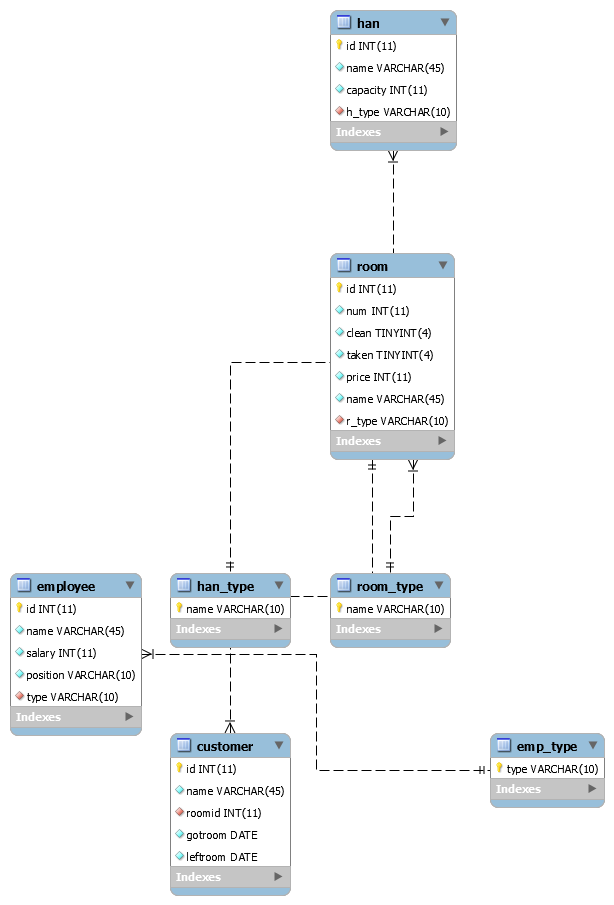 han
id INT(11)
name VARCHAR(45)
capacity INT(11)
h_type VARCHAR(10)
Indexes
room
id INT(11)
num INT(11)
clean TINYINT(4)
taken TINYINT(4)
price INT(11)
name VARCHAR(45)
r_type VARCHAR(10)
Indexes
employee
id INT(11)
name VARCHAR(45)
salary INT(11)
position VARCHAR(10)
type VARCHAR(10)
Indexes
han_type
name VARCHAR(10)
Indexes
room_type
name VARCHAR(10)
Indexes
customer
id INT(11)
name VARCHAR(45)
roomid INT(11)
gotroom DATE
leftroom DATE
Indexes
emp_type
type VARCHAR(10)
Indexes